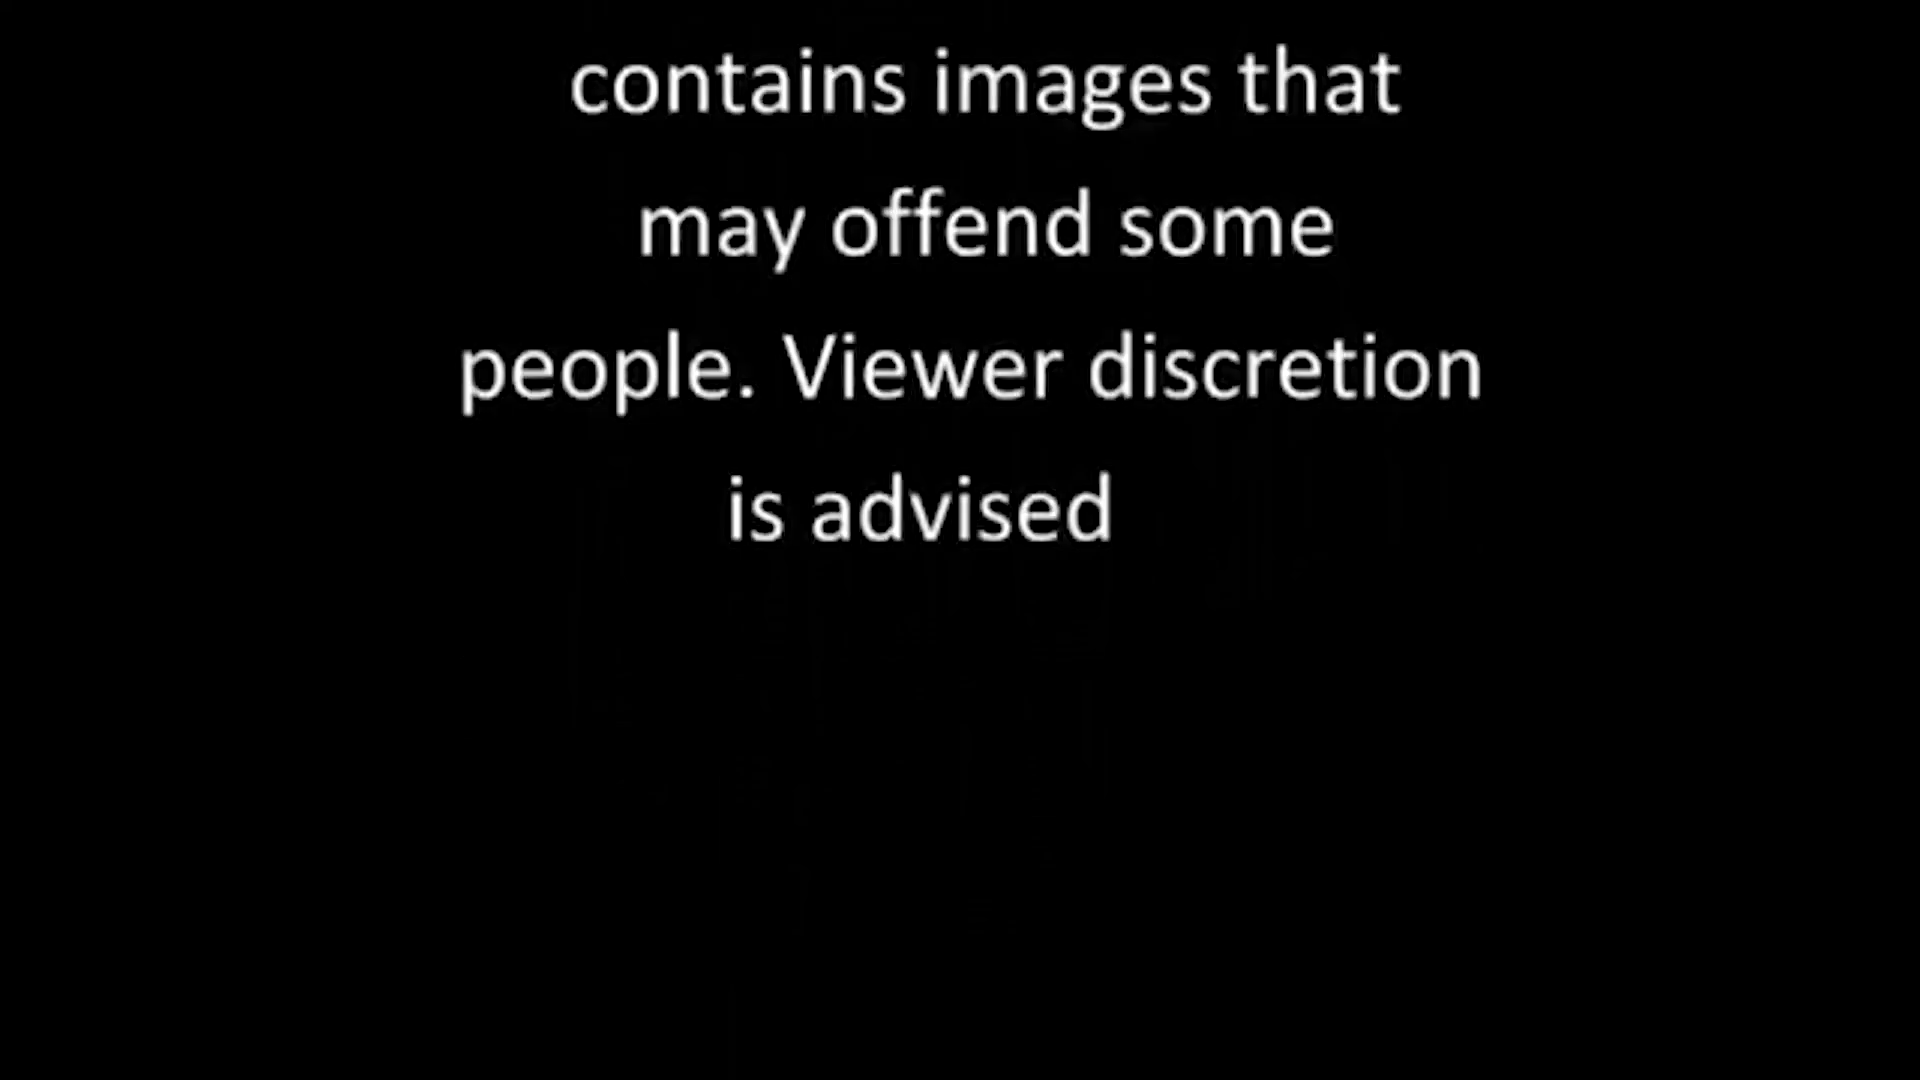 contains images that
may offend some
people. Viewer discretion
is advised